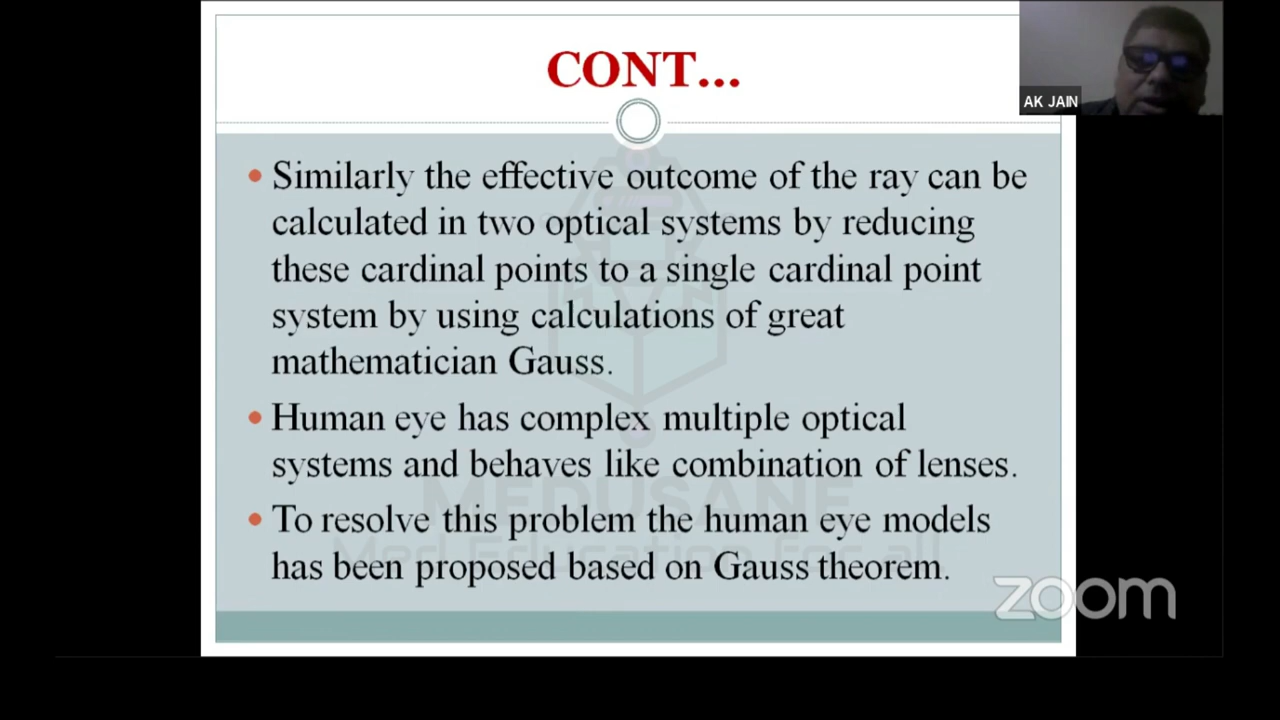 CONT...
AK JAIN
• Similarly the effective outcome of the ray can be
calculated in two optical systems by reducing
these cardinal points to a single cardinal point
system by using calculations of great
mathematician Gauss.
• Human eye has complex multiple optical
systems and behaves like combination of lenses.
• To resolve this problem the human eye models
has been proposed based on Gauss theorem.
MEDUSANE
Med Education for all
zoom